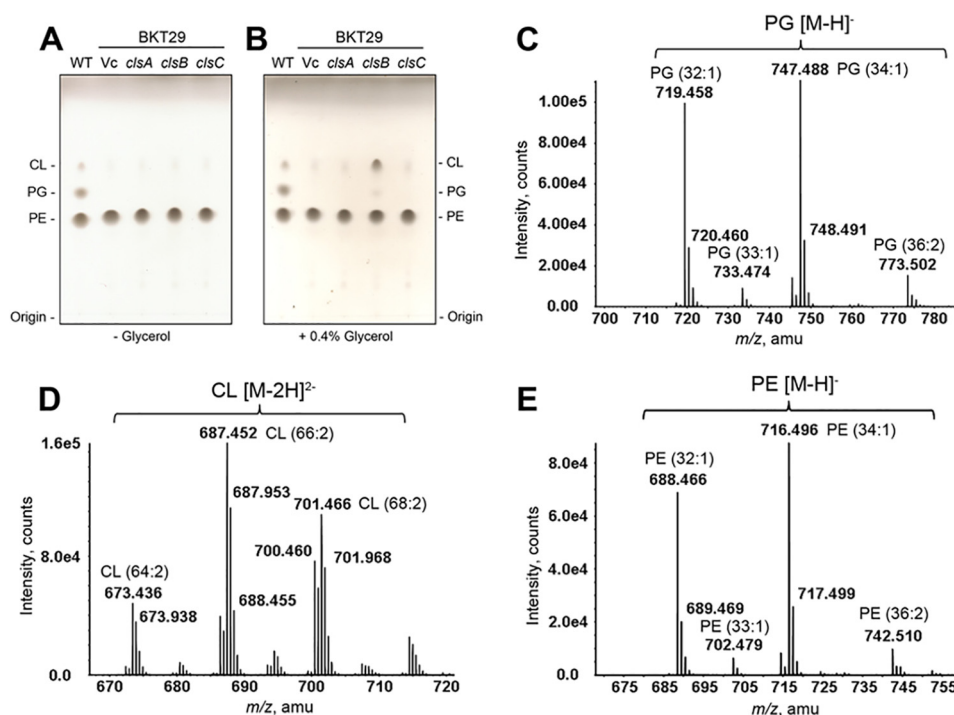 A
BKT29
WT Vc clsA clsB clsC
CL -
PG -
PE -
Origin -
- Glycerol
B
BKT29
WT Vc clsA clsB clsC
- CL
- PG
- PE
- Origin
+ 0.4% Glycerol
C
PG [M-H]-
PG (32:1)
719.458
747.488 PG (34:1)
720.460
PG (33:1)
733.474
748.491
PG (36:2)
773.502
Intensity, counts
1.00e5
8.00e4
6.00e4
4.00e4
2.00e4
0.00
700 710 720 730 740 750 760 770 780
m/z, amu
D
CL [M-2H]2-
687.452 CL (66:2)
687.953
701.466 CL (68:2)
700.460
701.968
CL (64:2)
673.436
673.938
688.455
Intensity, counts
1.6e5
8.0e4
0.0
670 680 690 700 710 720
m/z, amu
E
PE [M-H]-
716.496 PE (34:1)
PE (32:1)
688.466
689.469
PE (33:1)
702.479
717.499
PE (36:2)
742.510
Intensity, counts
8.0e4
6.0e4
4.0e4
2.0e4
0.0
675 685 695 705 715 725 735 745 755
m/z, amu